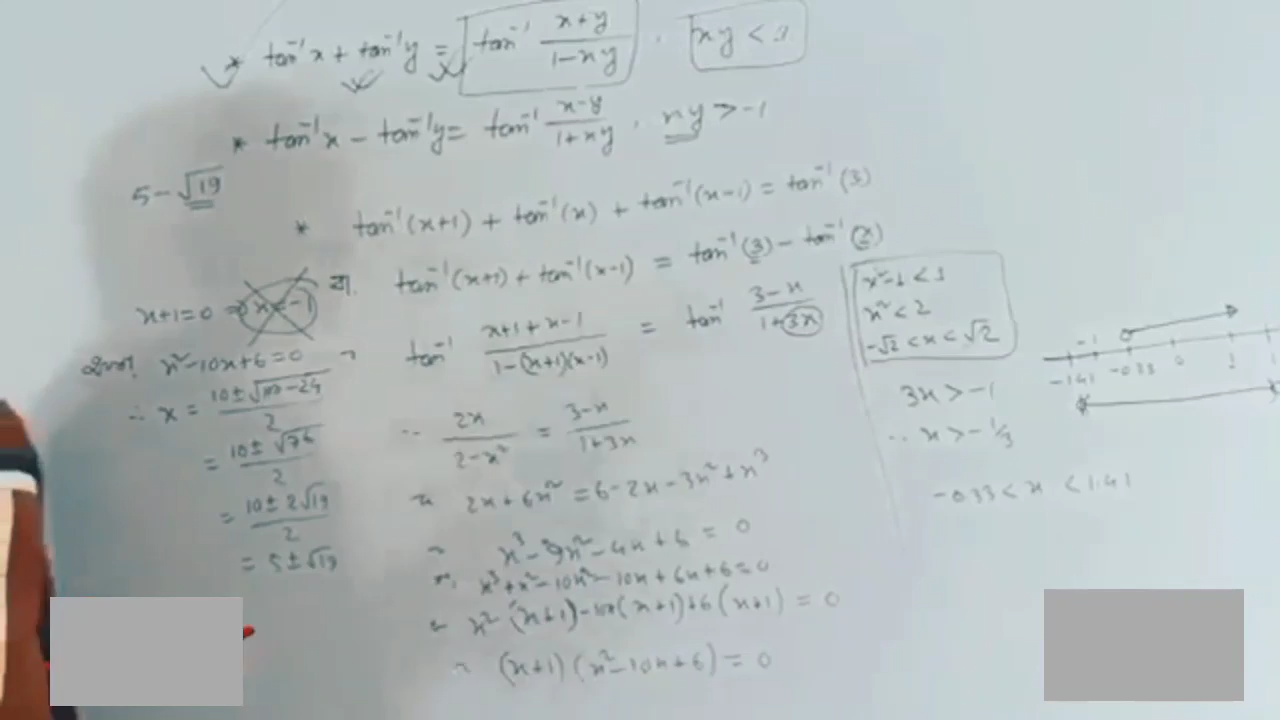 * tan⁻¹x + tan⁻¹y = tan⁻¹ (x+y)/(1-xy) , xy < 1
* tan⁻¹x - tan⁻¹y = tan⁻¹ (x-y)/(1+xy) , xy > -1
5 - √19
* tan⁻¹(x+1) + tan⁻¹(x) + tan⁻¹(x-1) = tan⁻¹(3)
বা, tan⁻¹(x+1) + tan⁻¹(x-1) = tan⁻¹(3) - tan⁻¹(x)
tan⁻¹ (x+1+x-1)/(1-(x+1)(x-1)) = tan⁻¹ (3-x)/(1+3x)
∴ 2x/(2-x²) = (3-x)/(1+3x)
2x + 6x² = 6 - 2x - 3x² + x³
x³ - 9x² - 4x + 6 = 0
x³ + x² - 10x² - 10x + 6x + 6 = 0
x²(x+1) - 10x(x+1) + 6(x+1) = 0
(x+1)(x² - 10x + 6) = 0
x+1 = 0 ⇒ x = -1
x² - 10x + 6 = 0
∴ x = (10 ± √(100-24))/2
= (10 ± √76)/2
= (10 ± 2√19)/2
= 5 ± √19
x² - 1 < 1
x² < 2
-√2 < x < √2
3x > -1
∴ x > -1/3
-0.33 < x < 1.41
-1.41 -1 -0.33 0 1